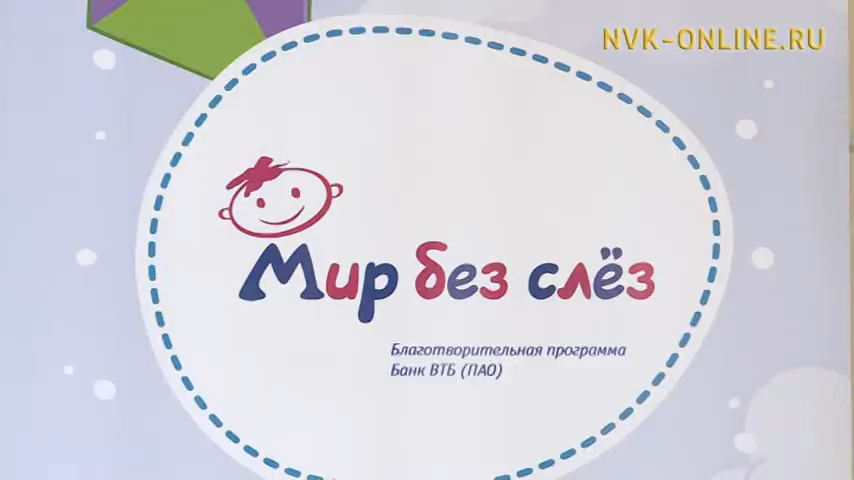 NVK-ONLINE.RU
Мир без слёз
Благотворительная программа
Банк ВТБ (ПАО)